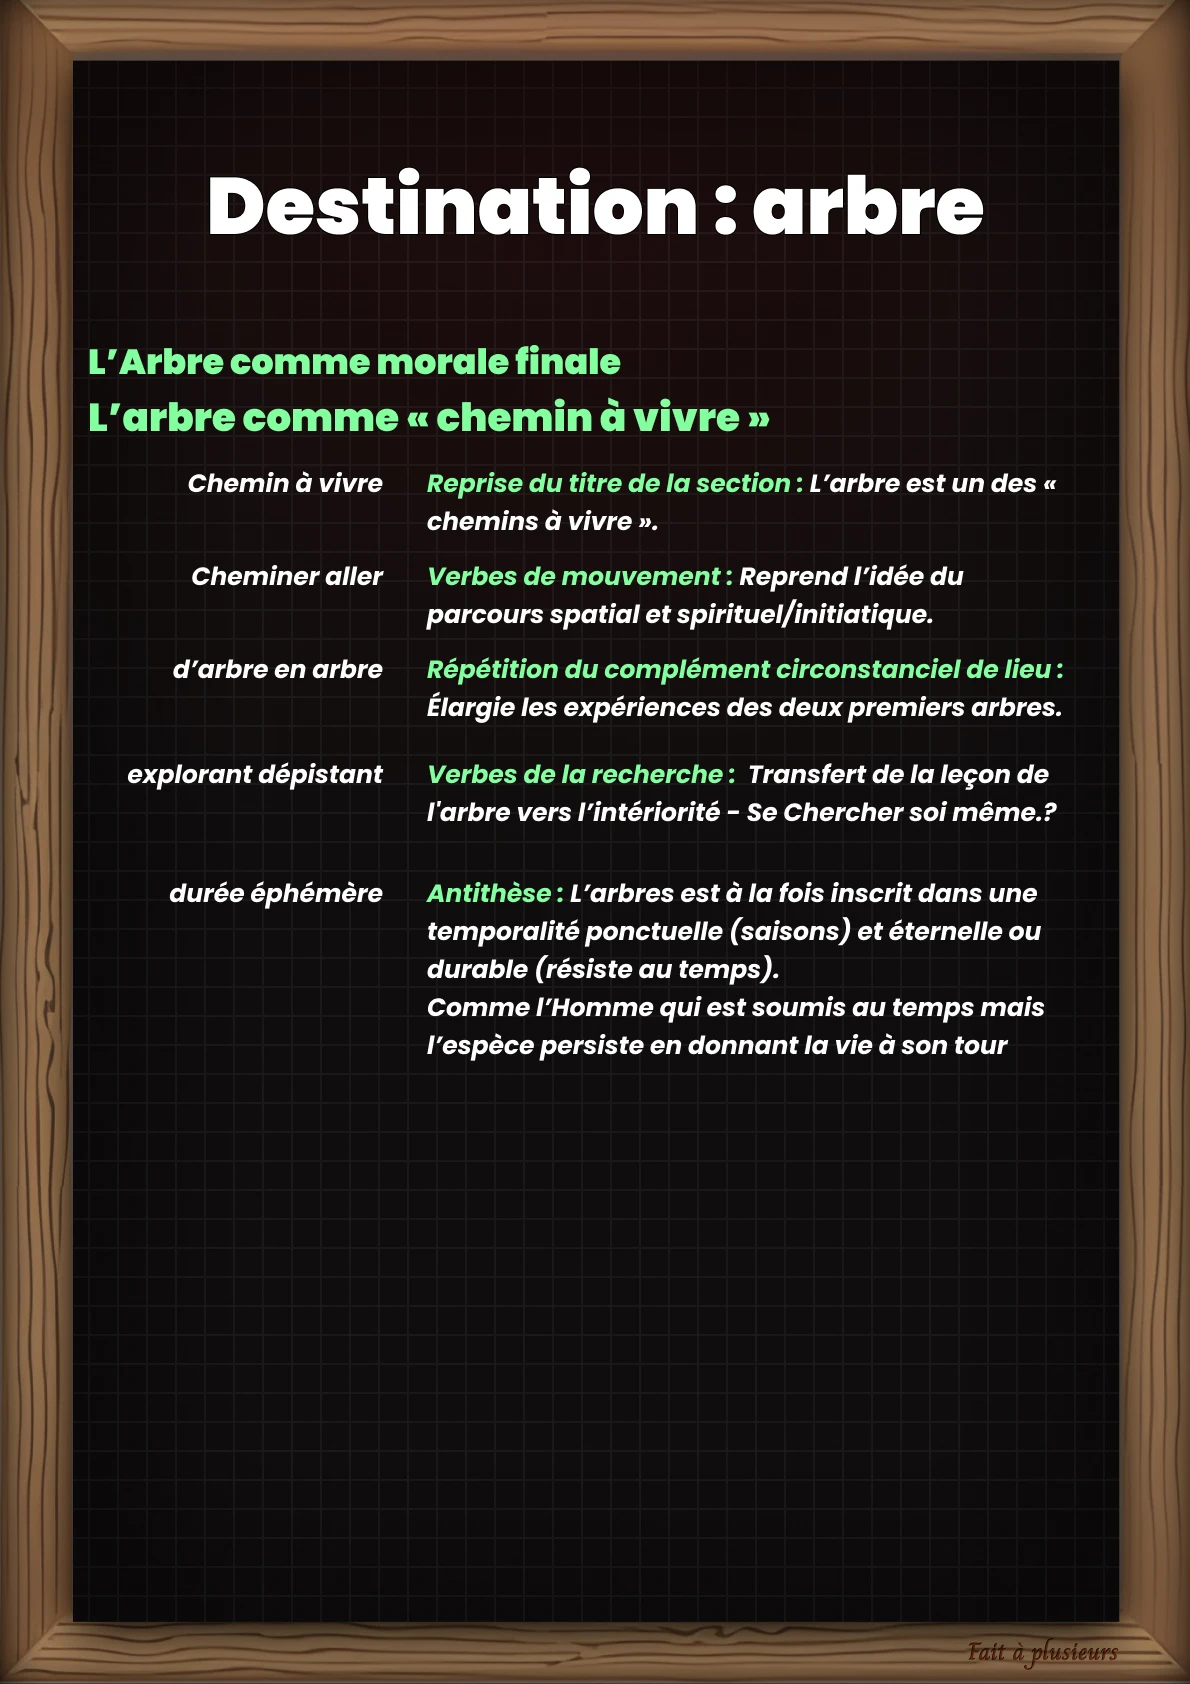 Destination : arbre
L’Arbre comme morale finale
L’arbre comme « chemin à vivre »
Chemin à vivre
Reprise du titre de la section : L’arbre est un des «
chemins à vivre ».
Cheminer aller
Verbes de mouvement : Reprend l’idée du
parcours spatial et spirituel/initiatique.
d’arbre en arbre
Répétition du complément circonstanciel de lieu :
Élargie les expériences des deux premiers arbres.
explorant dépistant
Verbes de la recherche :  Transfert de la leçon de
l'arbre vers l’intériorité - Se Chercher soi même.?
durée éphémère
Antithèse : L’arbres est à la fois inscrit dans une
temporalité ponctuelle (saisons) et éternelle ou
durable (résiste au temps).
Comme l’Homme qui est soumis au temps mais
l’espèce persiste en donnant la vie à son tour
Fait à plusieurs